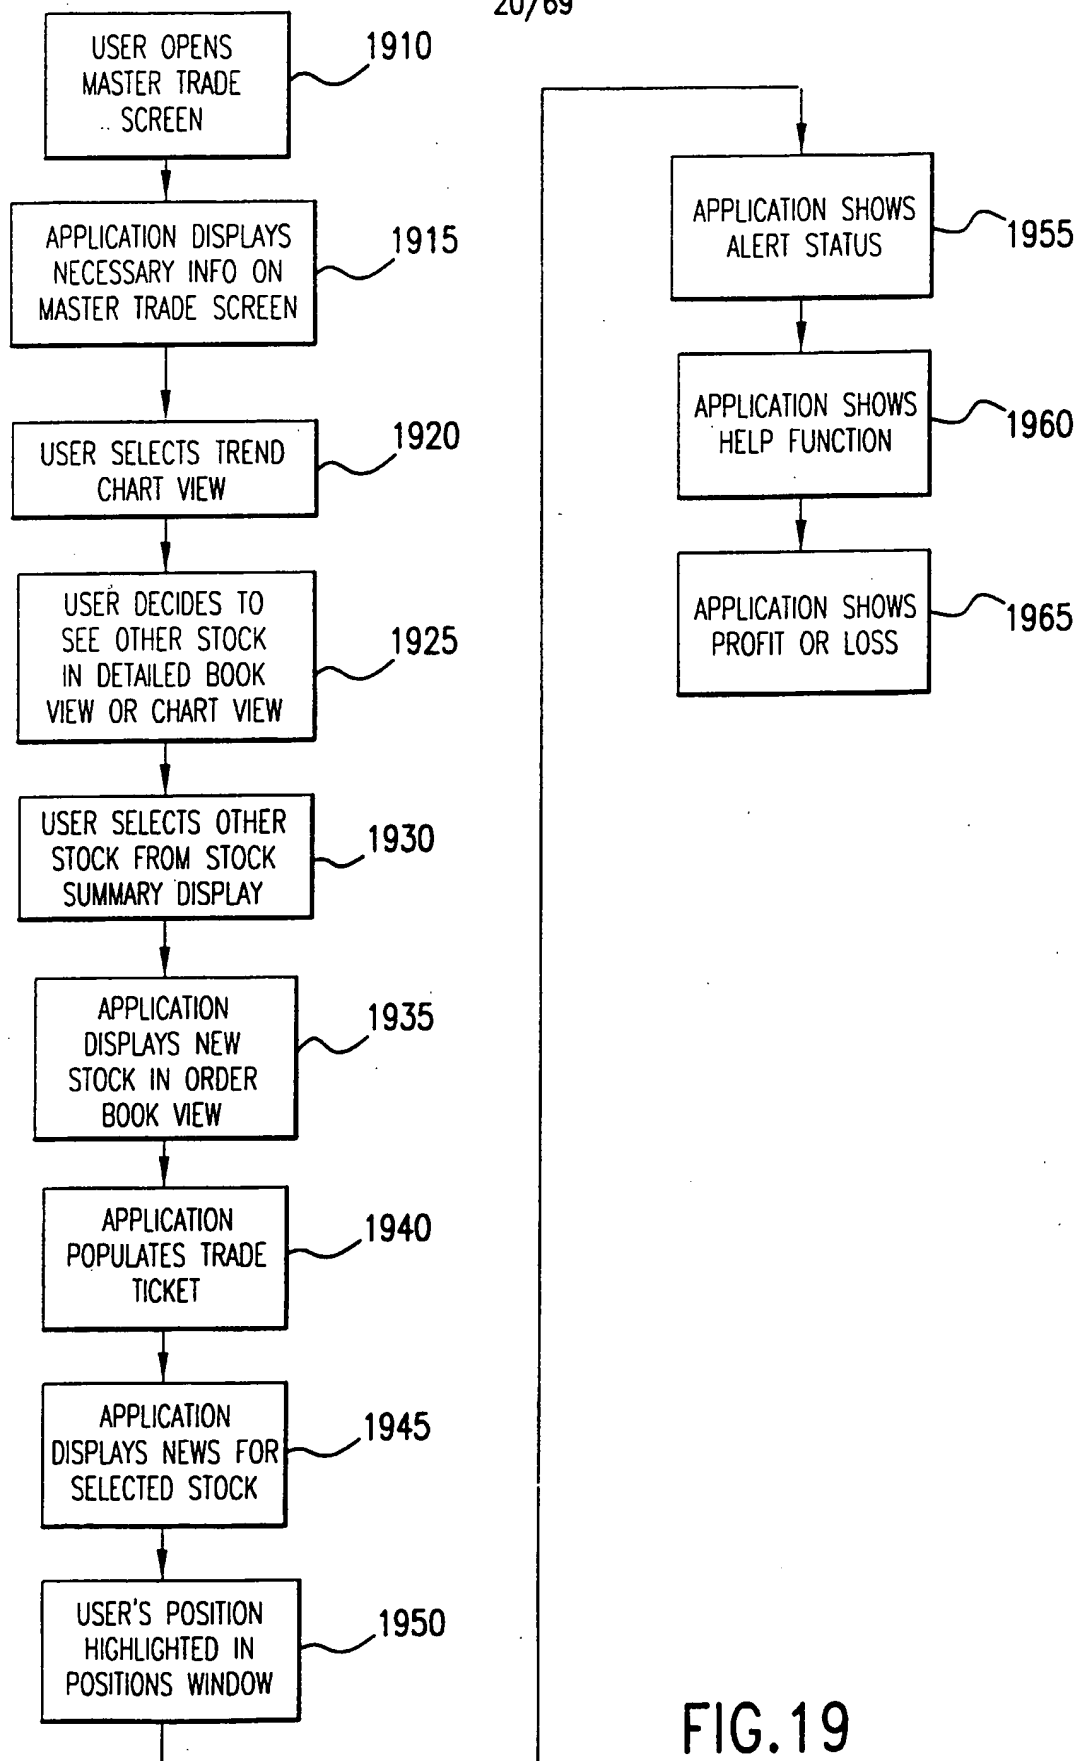 20/69
USER OPENS
MASTER TRADE
SCREEN
1910
APPLICATION DISPLAYS
NECESSARY INFO ON
MASTER TRADE SCREEN
1915
USER SELECTS TREND
CHART VIEW
1920
USER DECIDES TO
SEE OTHER STOCK
IN DETAILED BOOK
VIEW OR CHART VIEW
1925
USER SELECTS OTHER
STOCK FROM STOCK
SUMMARY DISPLAY
1930
APPLICATION
DISPLAYS NEW
STOCK IN ORDER
BOOK VIEW
1935
APPLICATION
POPULATES TRADE
TICKET
1940
APPLICATION
DISPLAYS NEWS FOR
SELECTED STOCK
1945
USER'S POSITION
HIGHLIGHTED IN
POSITIONS WINDOW
1950
APPLICATION SHOWS
ALERT STATUS
1955
APPLICATION SHOWS
HELP FUNCTION
1960
APPLICATION SHOWS
PROFIT OR LOSS
1965
FIG.19